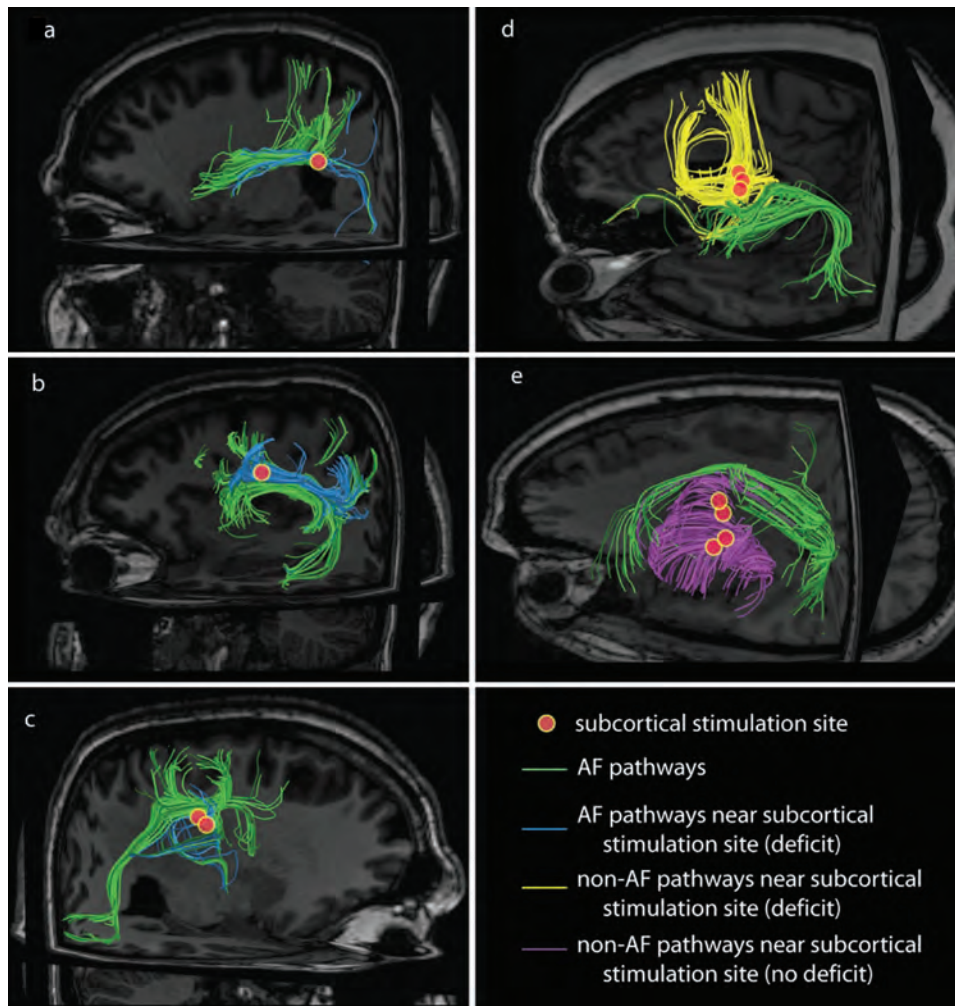 a
d
b
e
c
subcortical stimulation site
AF pathways
AF pathways near subcortical
stimulation site (deficit)
non-AF pathways near subcortical
stimulation site (deficit)
non-AF pathways near subcortical
stimulation site (no deficit)